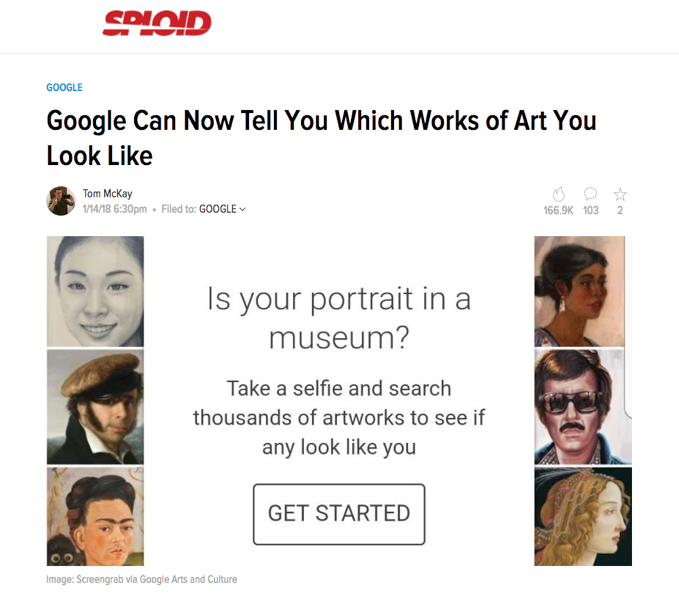 SPLOID
GOOGLE
Google Can Now Tell You Which Works of Art You
Look Like
Tom McKay
1/14/18 6:30pm • Filed to: GOOGLE
166.9K 103 2
Is your portrait in a
museum?
Take a selfie and search
thousands of artworks to see if
any look like you
GET STARTED
Image: Screengrab via Google Arts and Culture